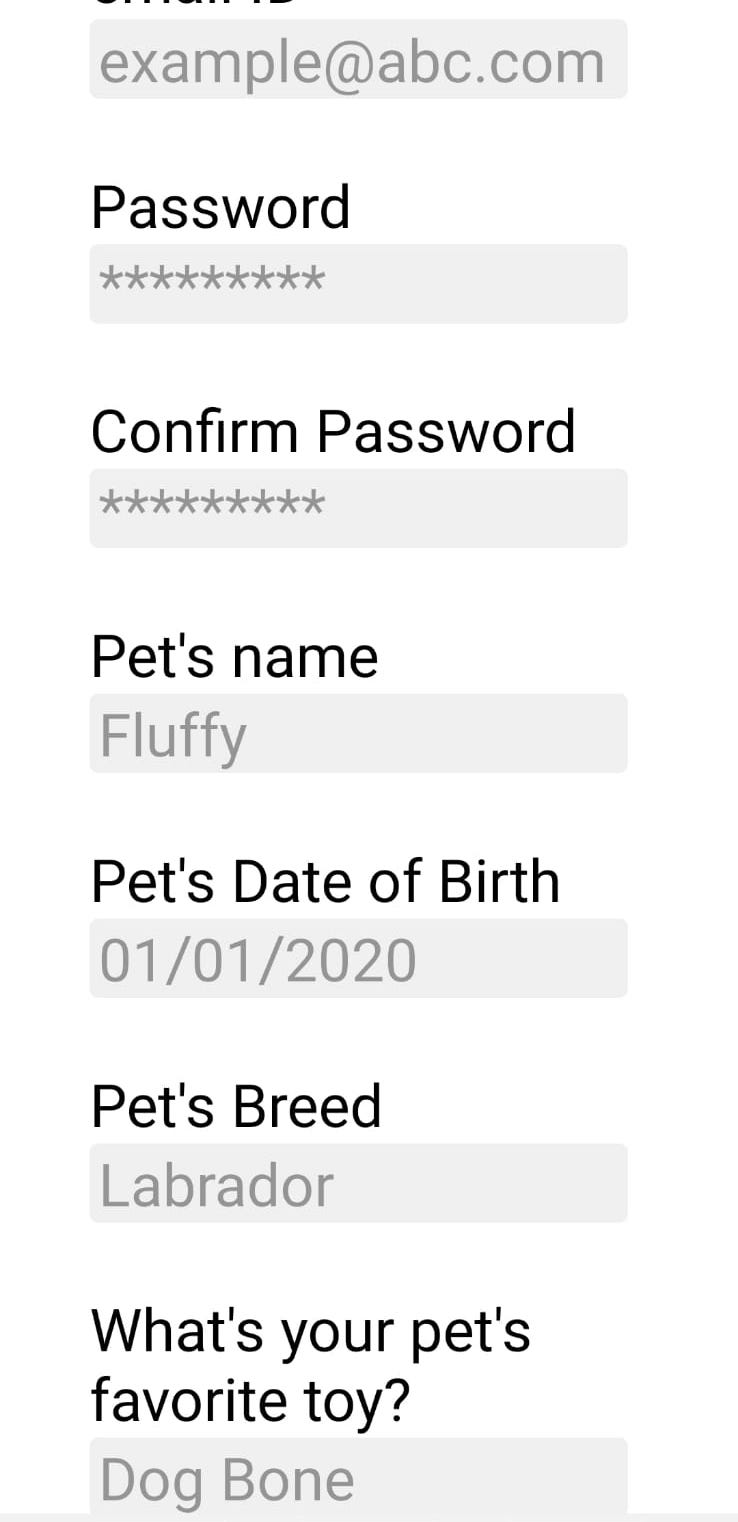 example@abc.com
Password
*********
Confirm Password
*********
Pet's name
Fluffy
Pet's Date of Birth
01/01/2020
Pet's Breed
Labrador
What's your pet's
favorite toy?
Dog Bone